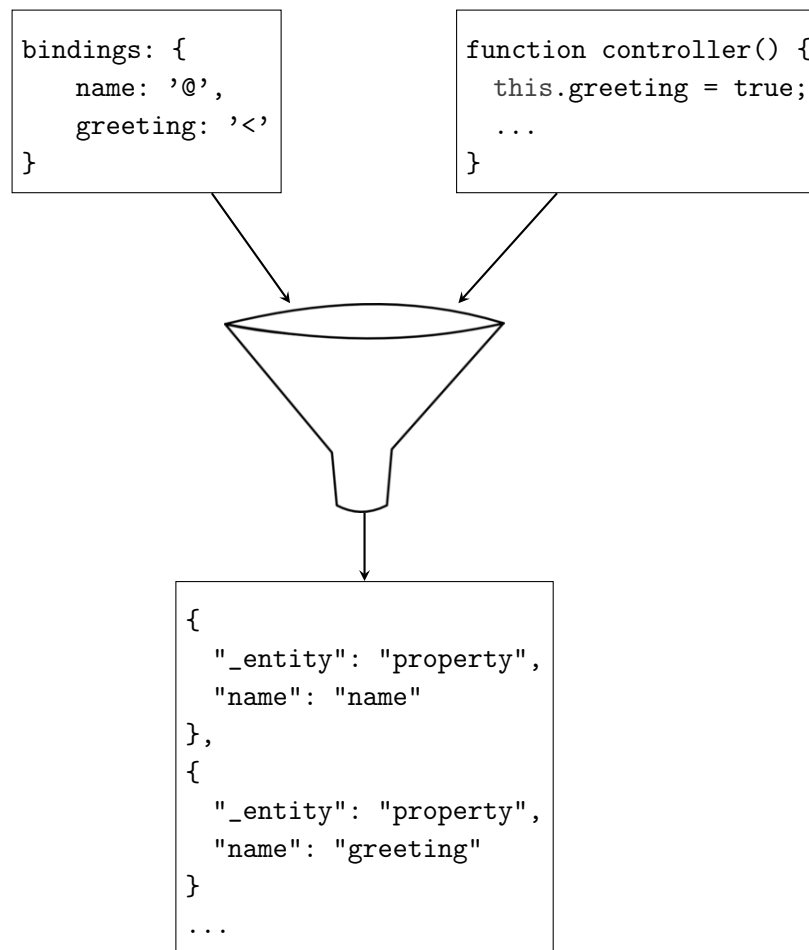 bindings: {
name: ’@’,
greeting: ’<’
}
function controller() {
this.greeting = true;
...
}
{
"_entity": "property",
"name": "name"
},
{
"_entity": "property",
"name": "greeting"
}
...